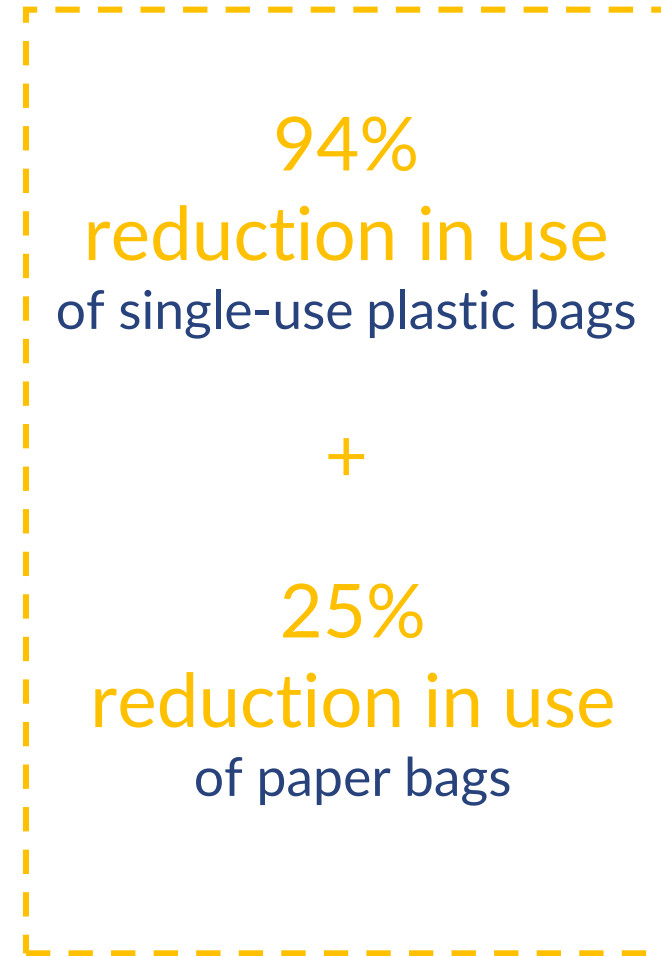 94%
reduction in use
of single-use plastic bags
+
25%
reduction in use
of paper bags